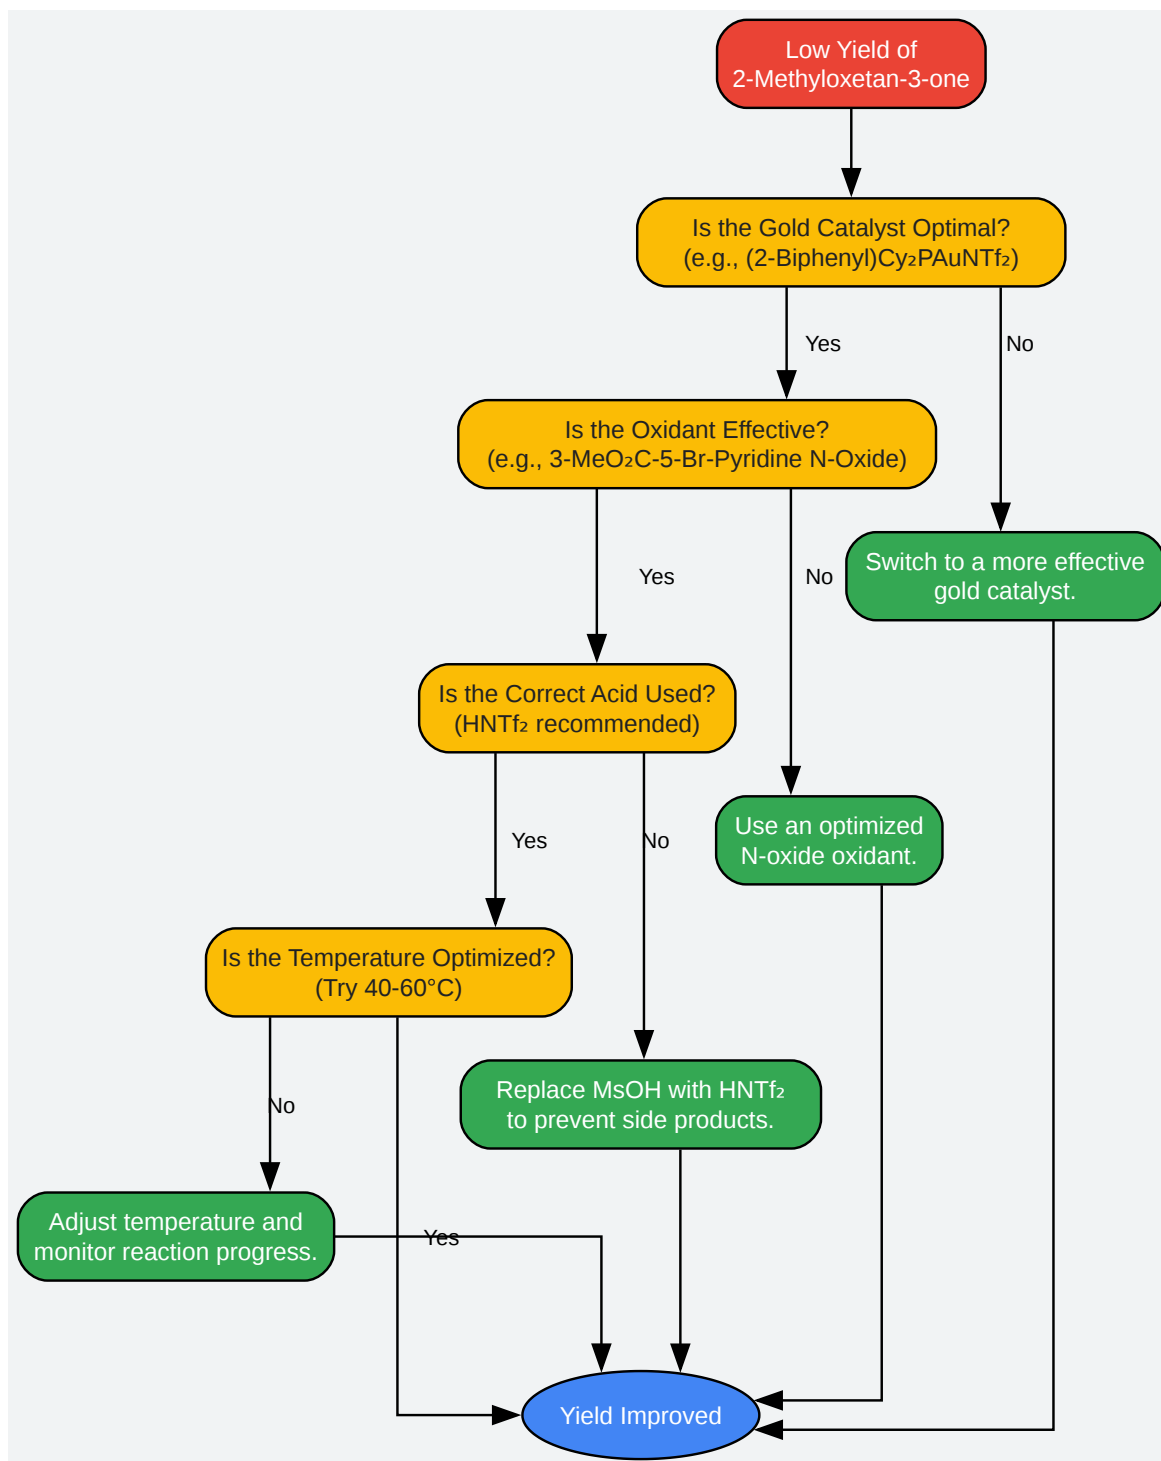 Low Yield of
2-Methyloxetan-3-one
Is the Gold Catalyst Optimal?
(e.g., (2-Biphenyl)Cy₂PAuNTf₂)
Yes
No
Is the Oxidant Effective?
(e.g., 3-MeO₂C-5-Br-Pyridine N-Oxide)
Yes
No
Switch to a more effective
gold catalyst.
Is the Correct Acid Used?
(HNTf₂ recommended)
Yes
No
Use an optimized
N-oxide oxidant.
Is the Temperature Optimized?
(Try 40-60°C)
No
Replace MsOH with HNTf₂
to prevent side products.
Adjust temperature and
monitor reaction progress.
Yes
Yield Improved